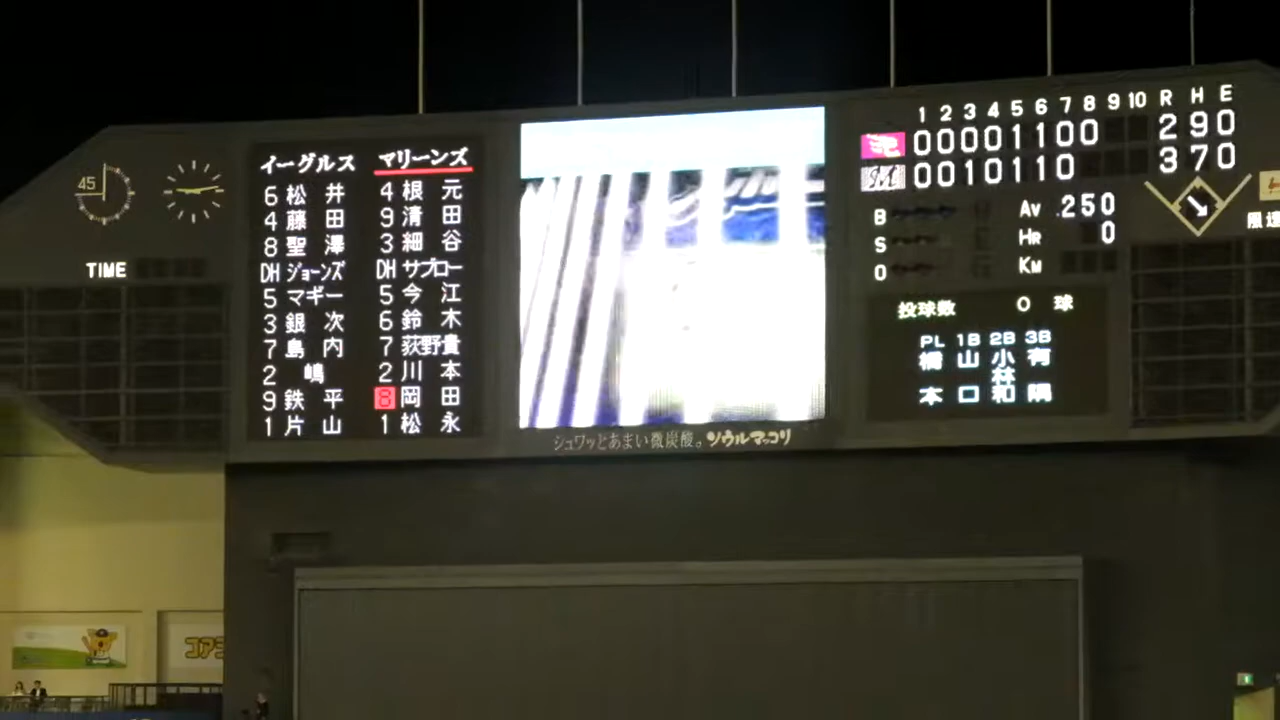 45
TIME
イーグルス マリーンズ
6 松井 4 根元
4 藤田 9 清田
8 聖澤 3 細谷
DH ジョーンズ DH サブロー
5 マギー 5 今江
3 銀次 6 鈴木
7 島内 7 荻野貴
2 嶋 2 川本
9 鉄平 8 岡田
1 片山 1 松永
シュワッとあまい微炭酸。ソウルマッコリ
1 2 3 4 5 6 7 8 9 10 R H E
0 0 0 0 1 1 0 0 2 9 0
0 0 1 0 1 1 0 3 7 0
B Av .250
S HR 0
O KM
投球数 0 球
PL 1B 2B 3B
橋本 山口 小林和 有隅
コアラ